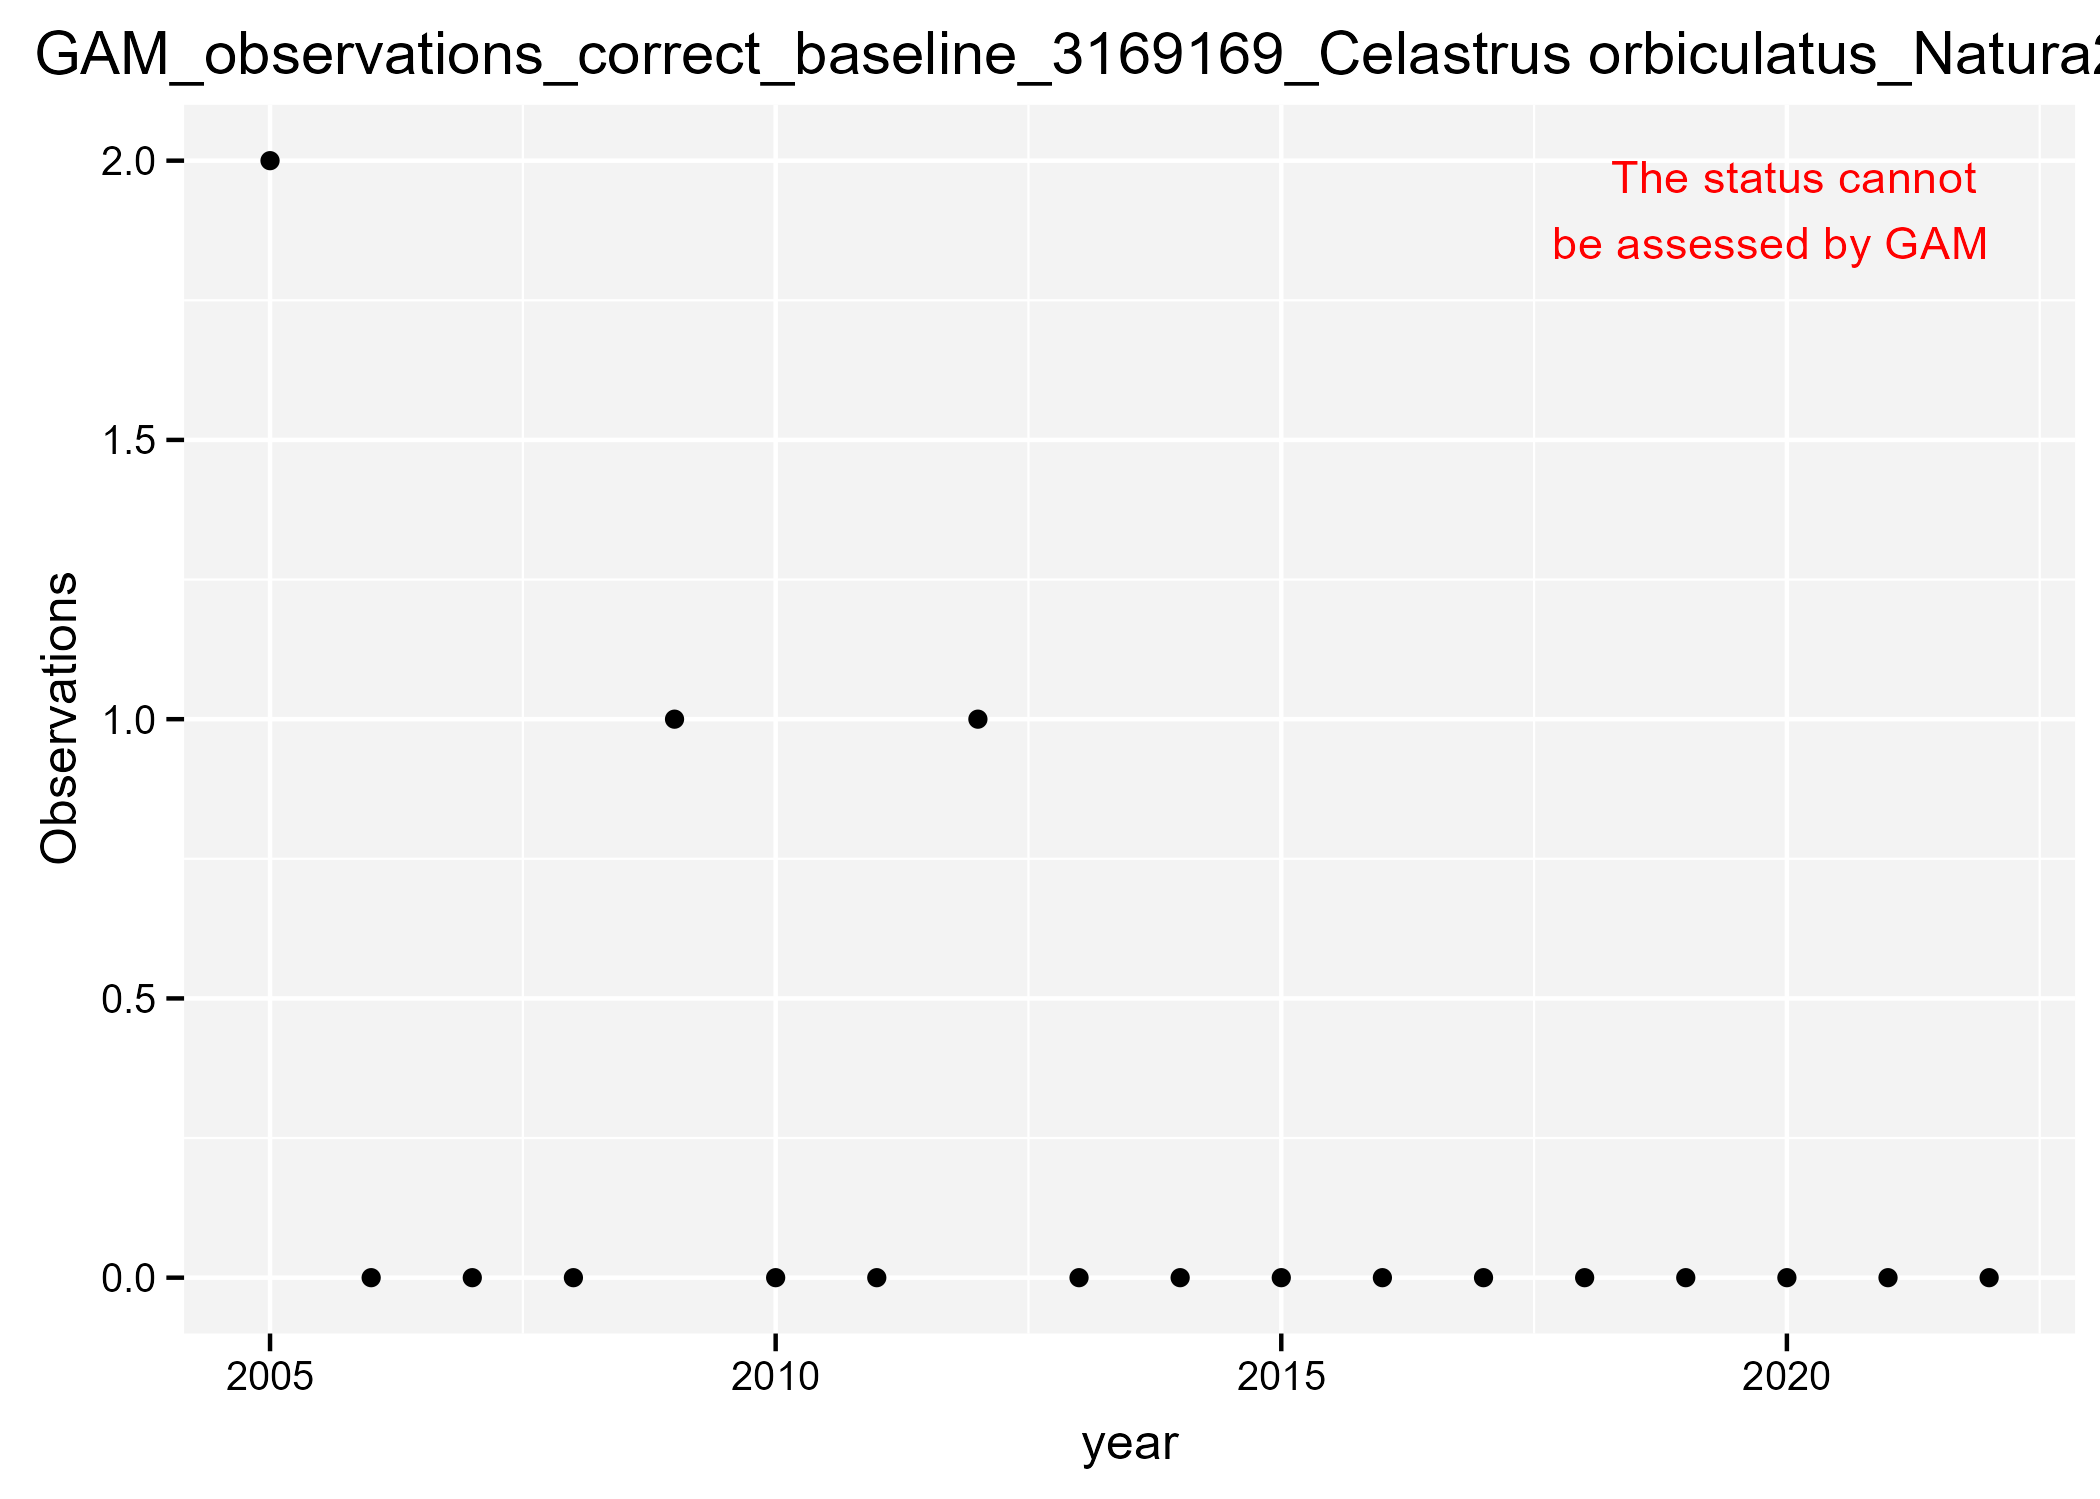 GAM_observations_correct_baseline_3169169_Celastrus orbiculatus_Natura2
The status cannot
be assessed by GAM
Observations
2.0
1.5
1.0
0.5
0.0
2005 2010 2015 2020
year